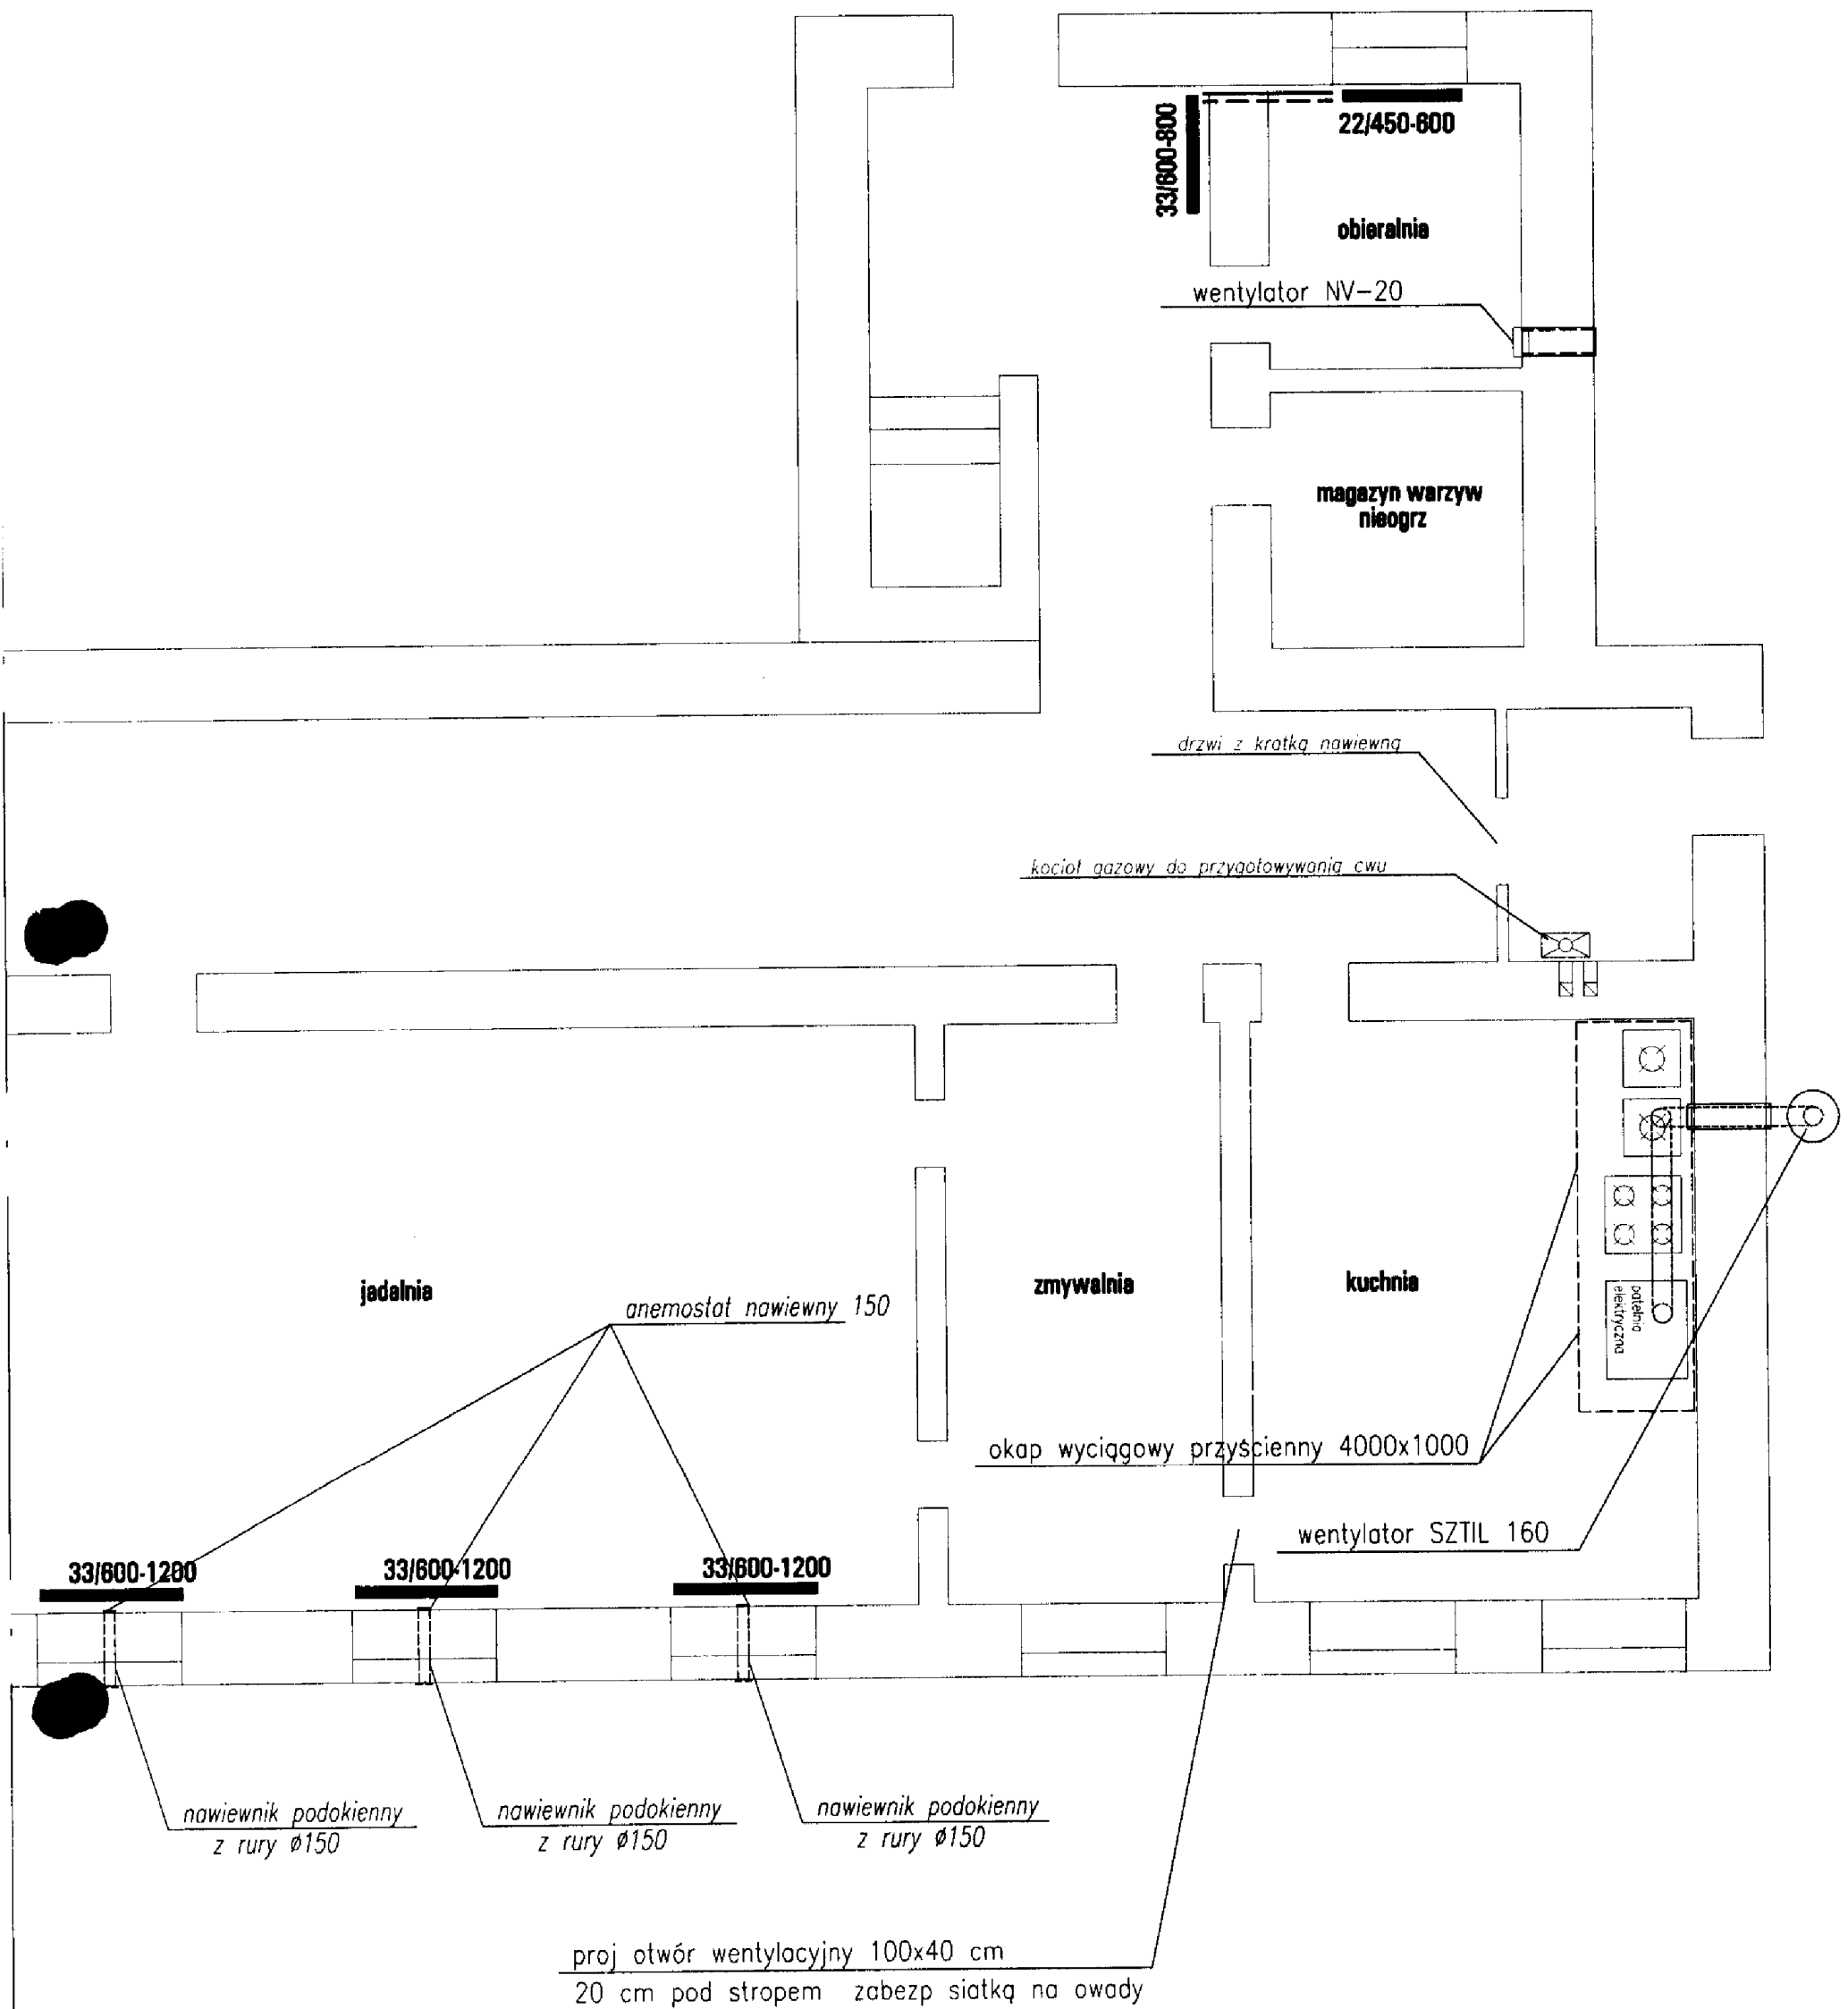 33/600-800
22/450-600
obieralnia
wentylator NV-20
magazyn warzyw
nieogrz
drzwi z kratką nawiewną
kocioł gazowy do przygotowywania cwu
jadalnia
anemostat nawiewny 150
zmywalnia
kuchnia
patelnia
elektryczna
okap wyciągowy przyścienny 4000x1000
wentylator SZTIL 160
33/600-1200
33/600-1200
33/600-1200
nawiewnik podokienny
z rury ø150
nawiewnik podokienny
z rury ø150
nawiewnik podokienny
z rury ø150
proj otwór wentylacyjny 100x40 cm
20 cm pod stropem zabezp siatką na owady